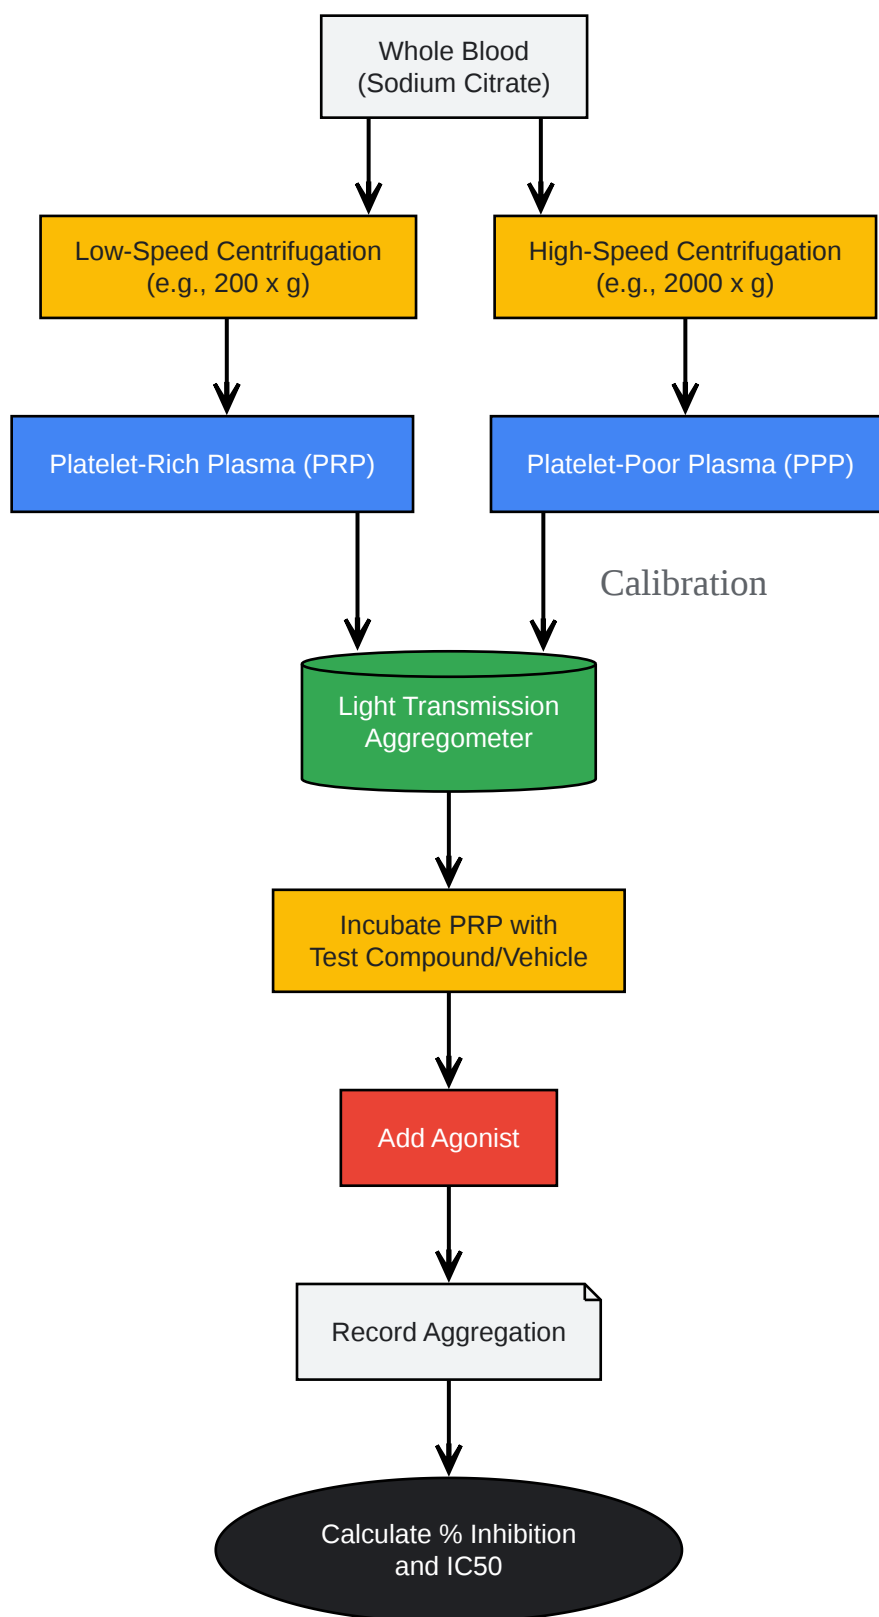 Whole Blood
(Sodium Citrate)
Low-Speed Centrifugation
(e.g., 200 x g)
High-Speed Centrifugation
(e.g., 2000 x g)
Platelet-Rich Plasma (PRP)
Platelet-Poor Plasma (PPP)
Calibration
Light Transmission
Aggregometer
Incubate PRP with
Test Compound/Vehicle
Add Agonist
Record Aggregation
Calculate % Inhibition
and IC50